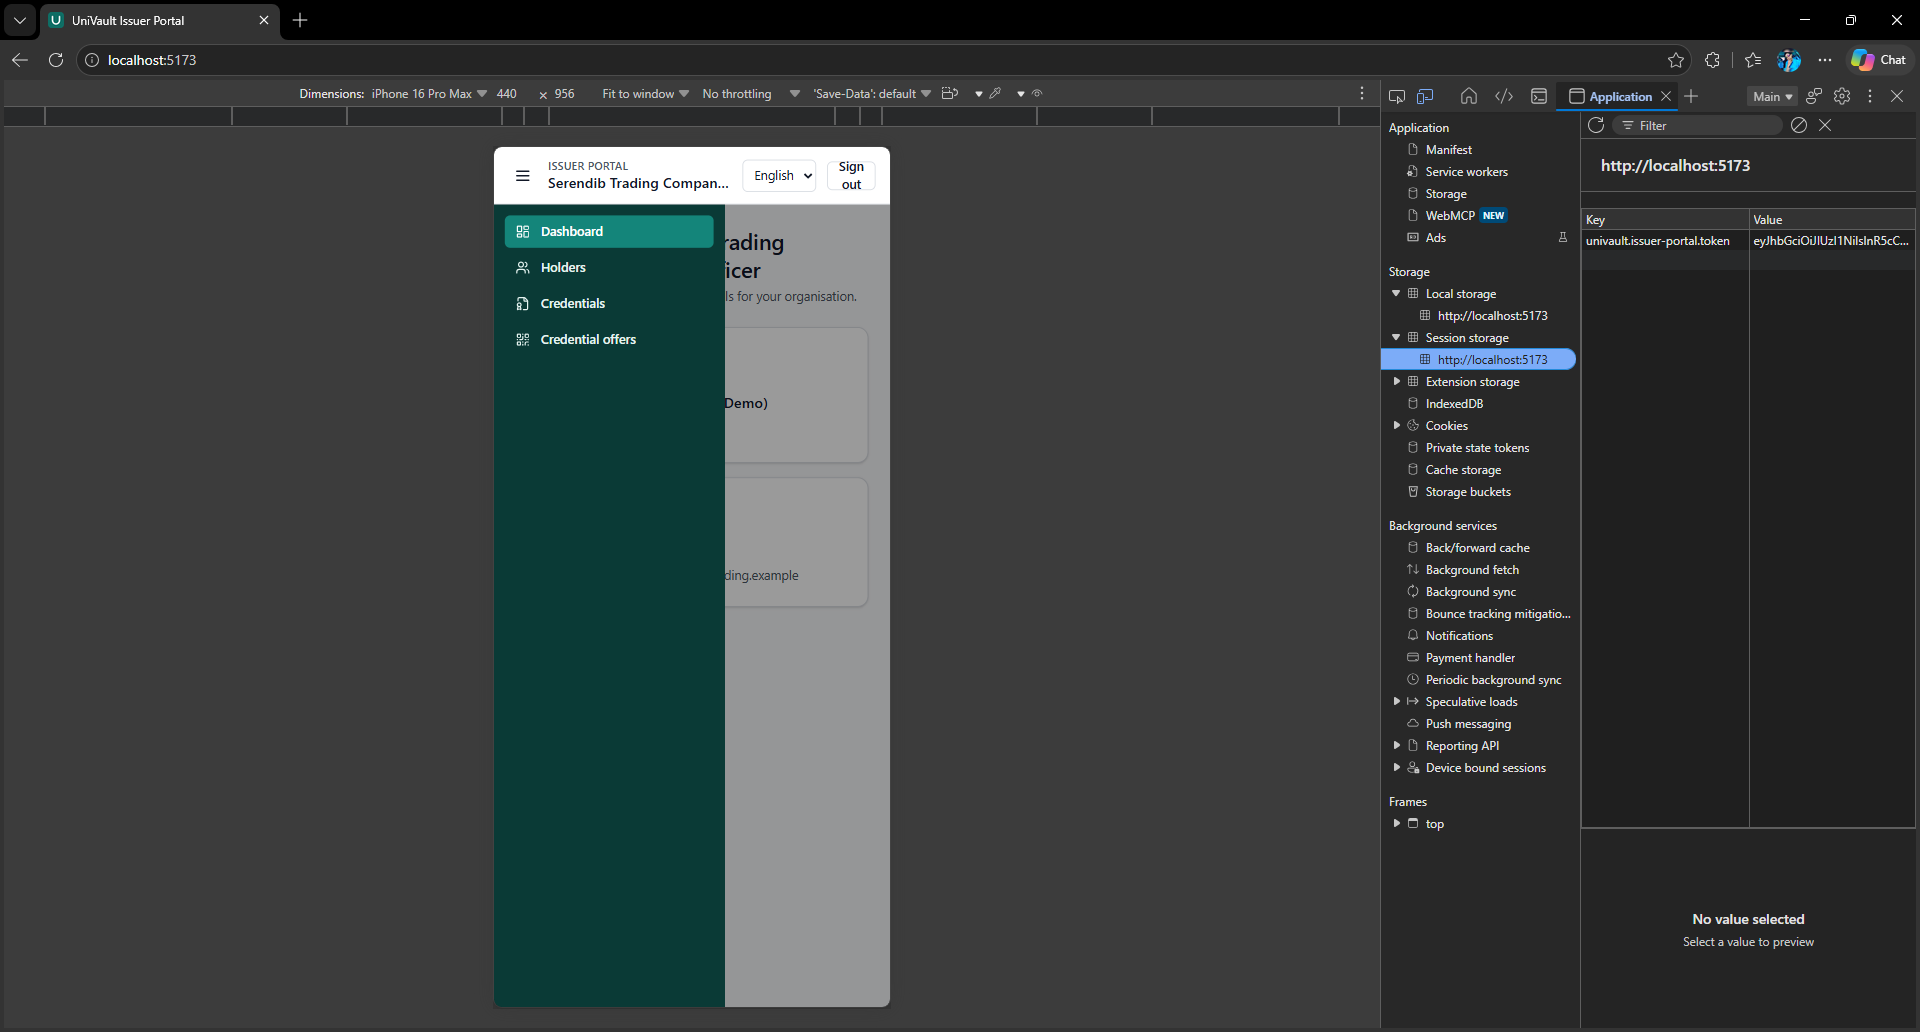 UniVault Issuer Portal
localhost:5173
Chat
Dimensions: iPhone 16 Pro Max 440 × 956 Fit to window No throttling 'Save-Data': default
Application
Main
ISSUER PORTAL
Serendib Trading Compan...
English
Sign out
Dashboard
Holders
Credentials
Credential offers
rading
icer
ls for your organisation.
Demo)
ding.example
Application
Manifest
Service workers
Storage
WebMCP NEW
Ads
Storage
Local storage
http://localhost:5173
Session storage
http://localhost:5173
Extension storage
IndexedDB
Cookies
Private state tokens
Cache storage
Storage buckets
Background services
Back/forward cache
Background fetch
Background sync
Bounce tracking mitigatio...
Notifications
Payment handler
Periodic background sync
Speculative loads
Push messaging
Reporting API
Device bound sessions
Frames
top
Filter
http://localhost:5173
Key Value
univault.issuer-portal.token eyJhbGciOiJIUzI1NiIsInR5cC...
No value selected
Select a value to preview